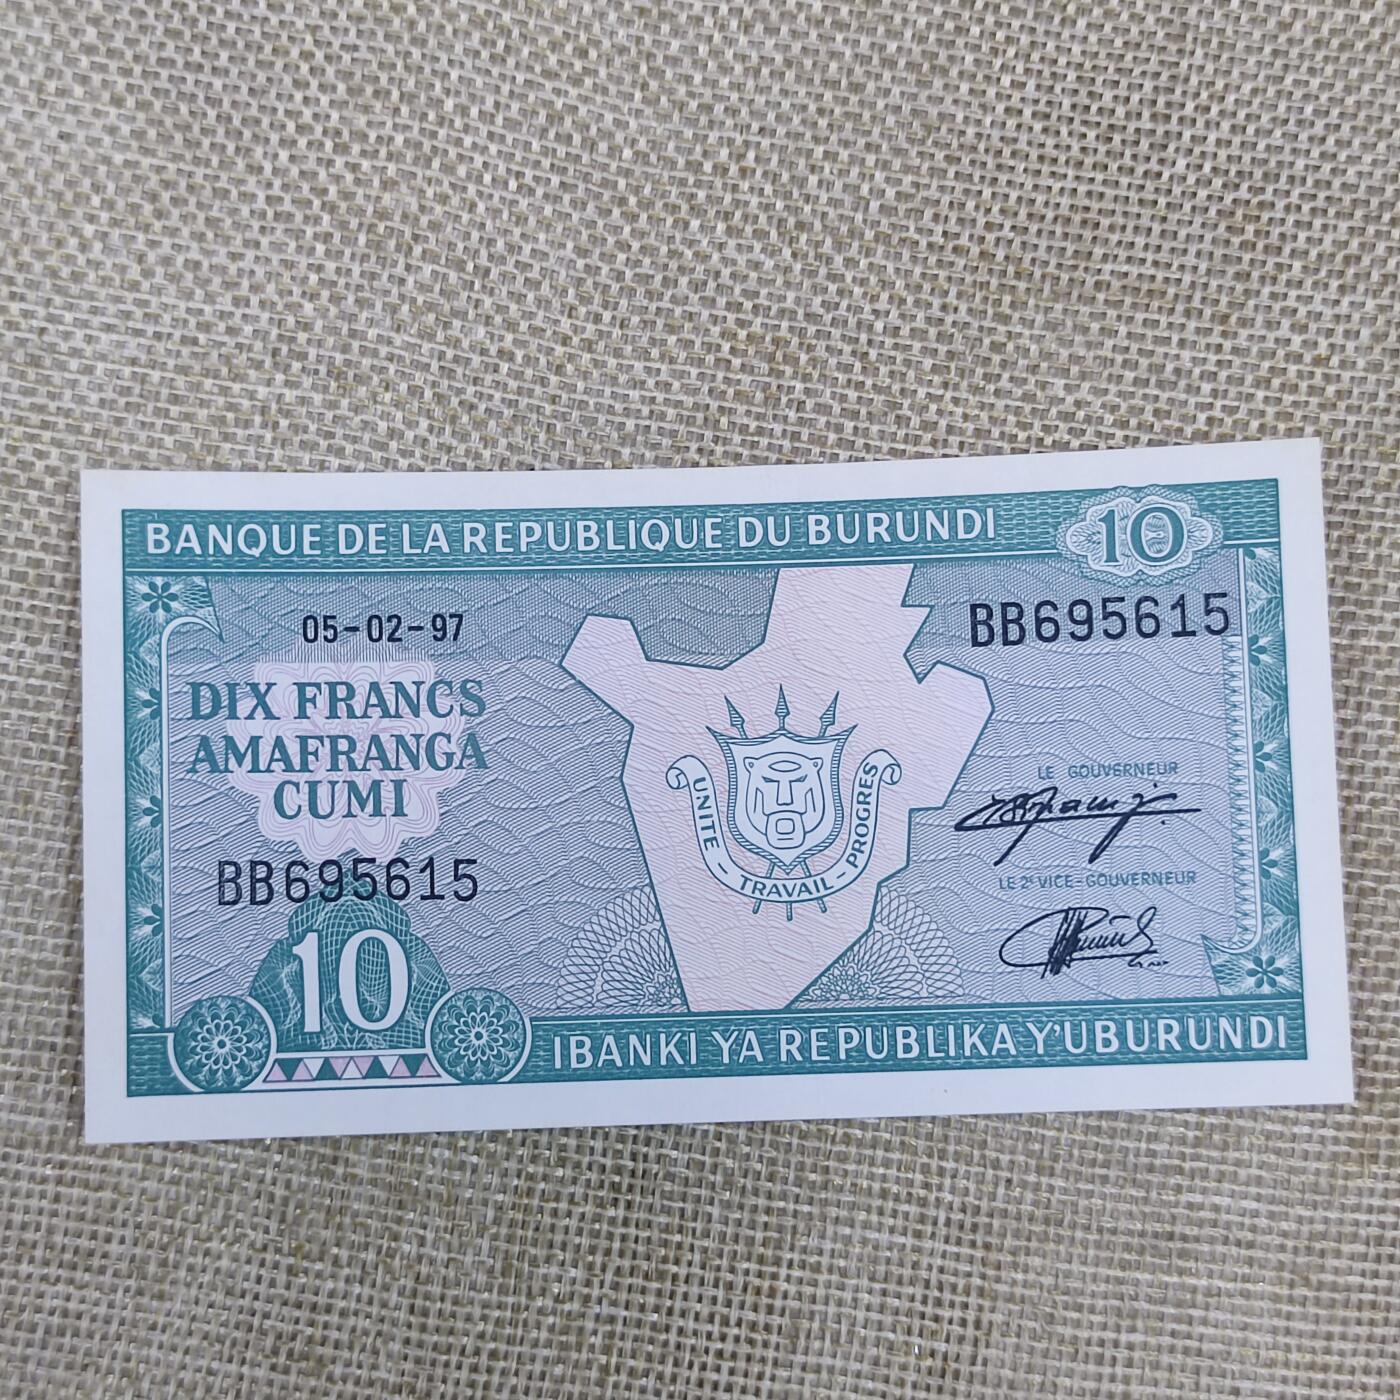 BANQUE DE LA REPUBLIQUE DU BURUNDI
10
05-02-97
BB695615
DIX FRANCS
AMAFRANGA
CUMI
UNITE - TRAVAIL - PROGRES
LE GOUVERNEUR
BB695615
LE 2e VICE-GOUVERNEUR
10
IBANKI YA REPUBLIKA Y'UBURUNDI